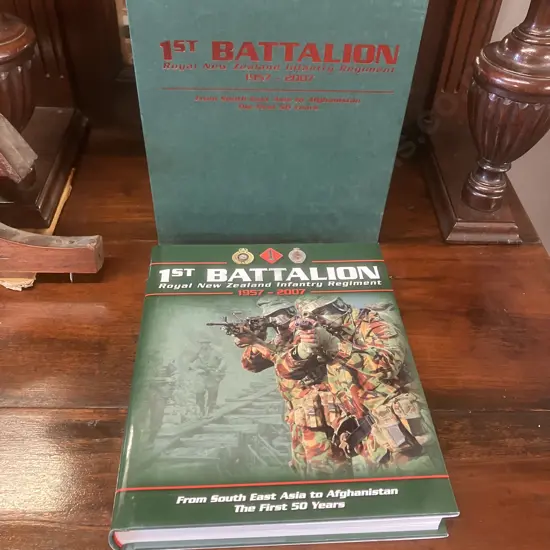 1ST BATTALION
Royal New Zealand Infantry Regiment
1957 - 2007
From South East Asia to Afghanistan
The First 50 Years
1ST BATTALION
Royal New Zealand Infantry Regiment
1957 - 2007
From South East Asia to Afghanistan
The First 50 Years